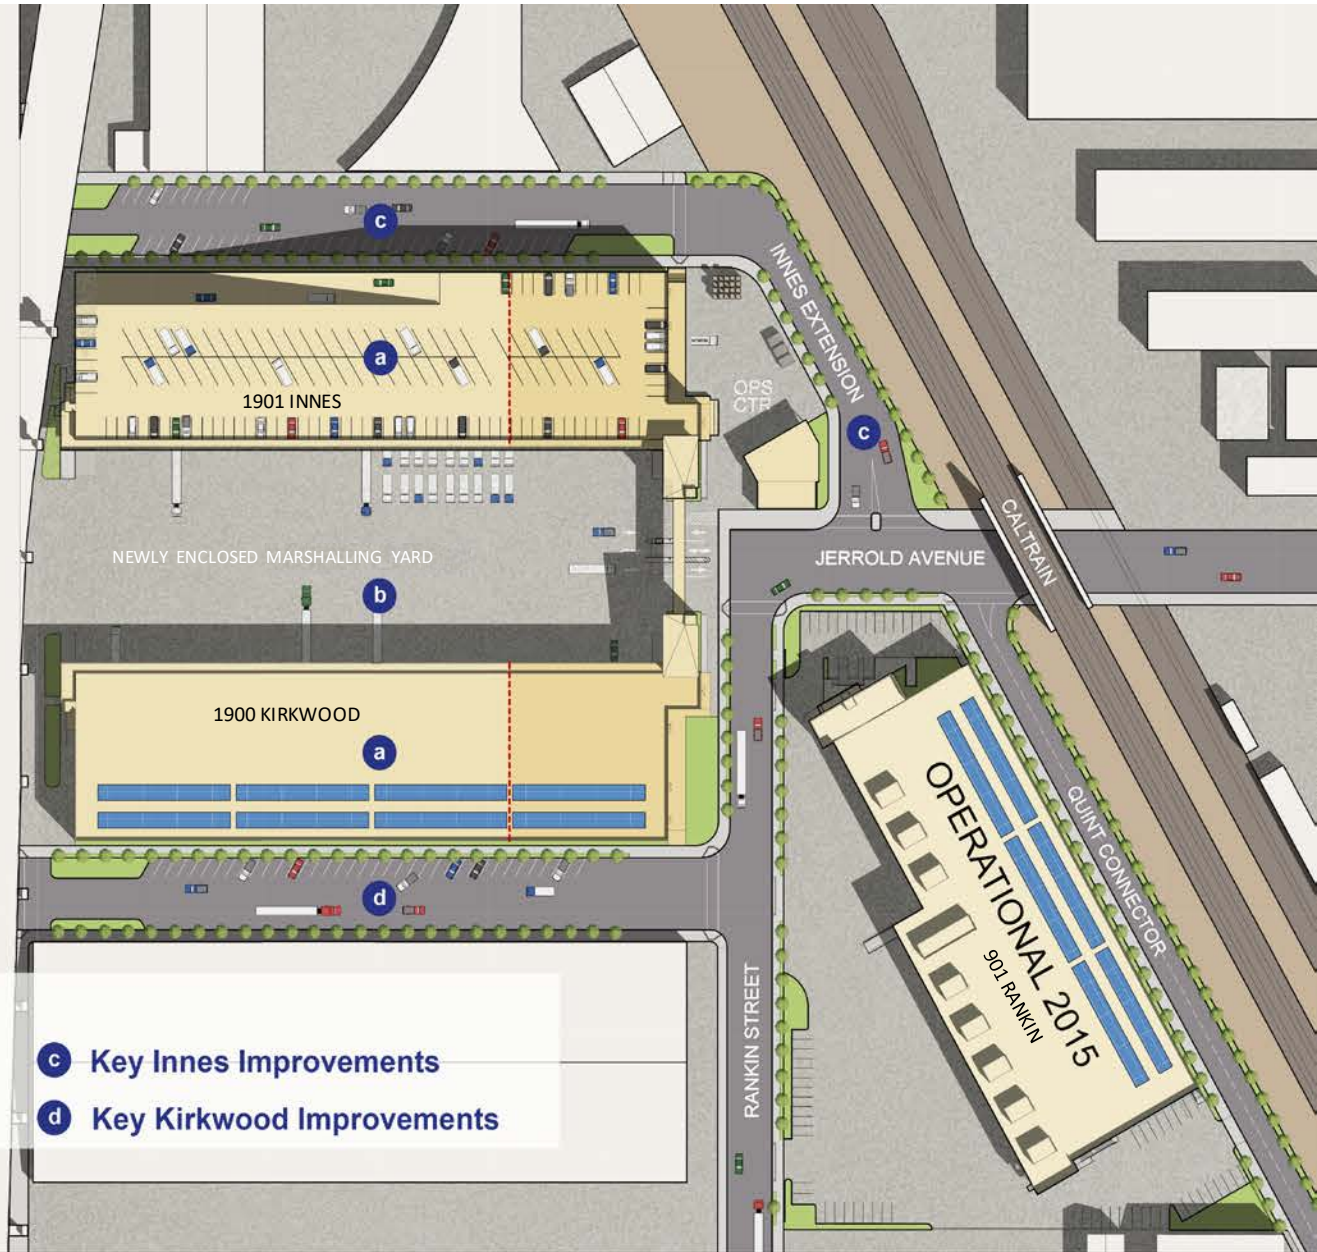 c
INNES EXTENSION
a
1901 INNES
OPS
CTR
c
CALTRAIN
NEWLY ENCLOSED MARSHALLING YARD
JERROLD AVENUE
b
1900 KIRKWOOD
a
OPERATIONAL 2015
901 RANKIN
QUINT CONNECTOR
d
RANKIN STREET
c Key Innes Improvements
d Key Kirkwood Improvements